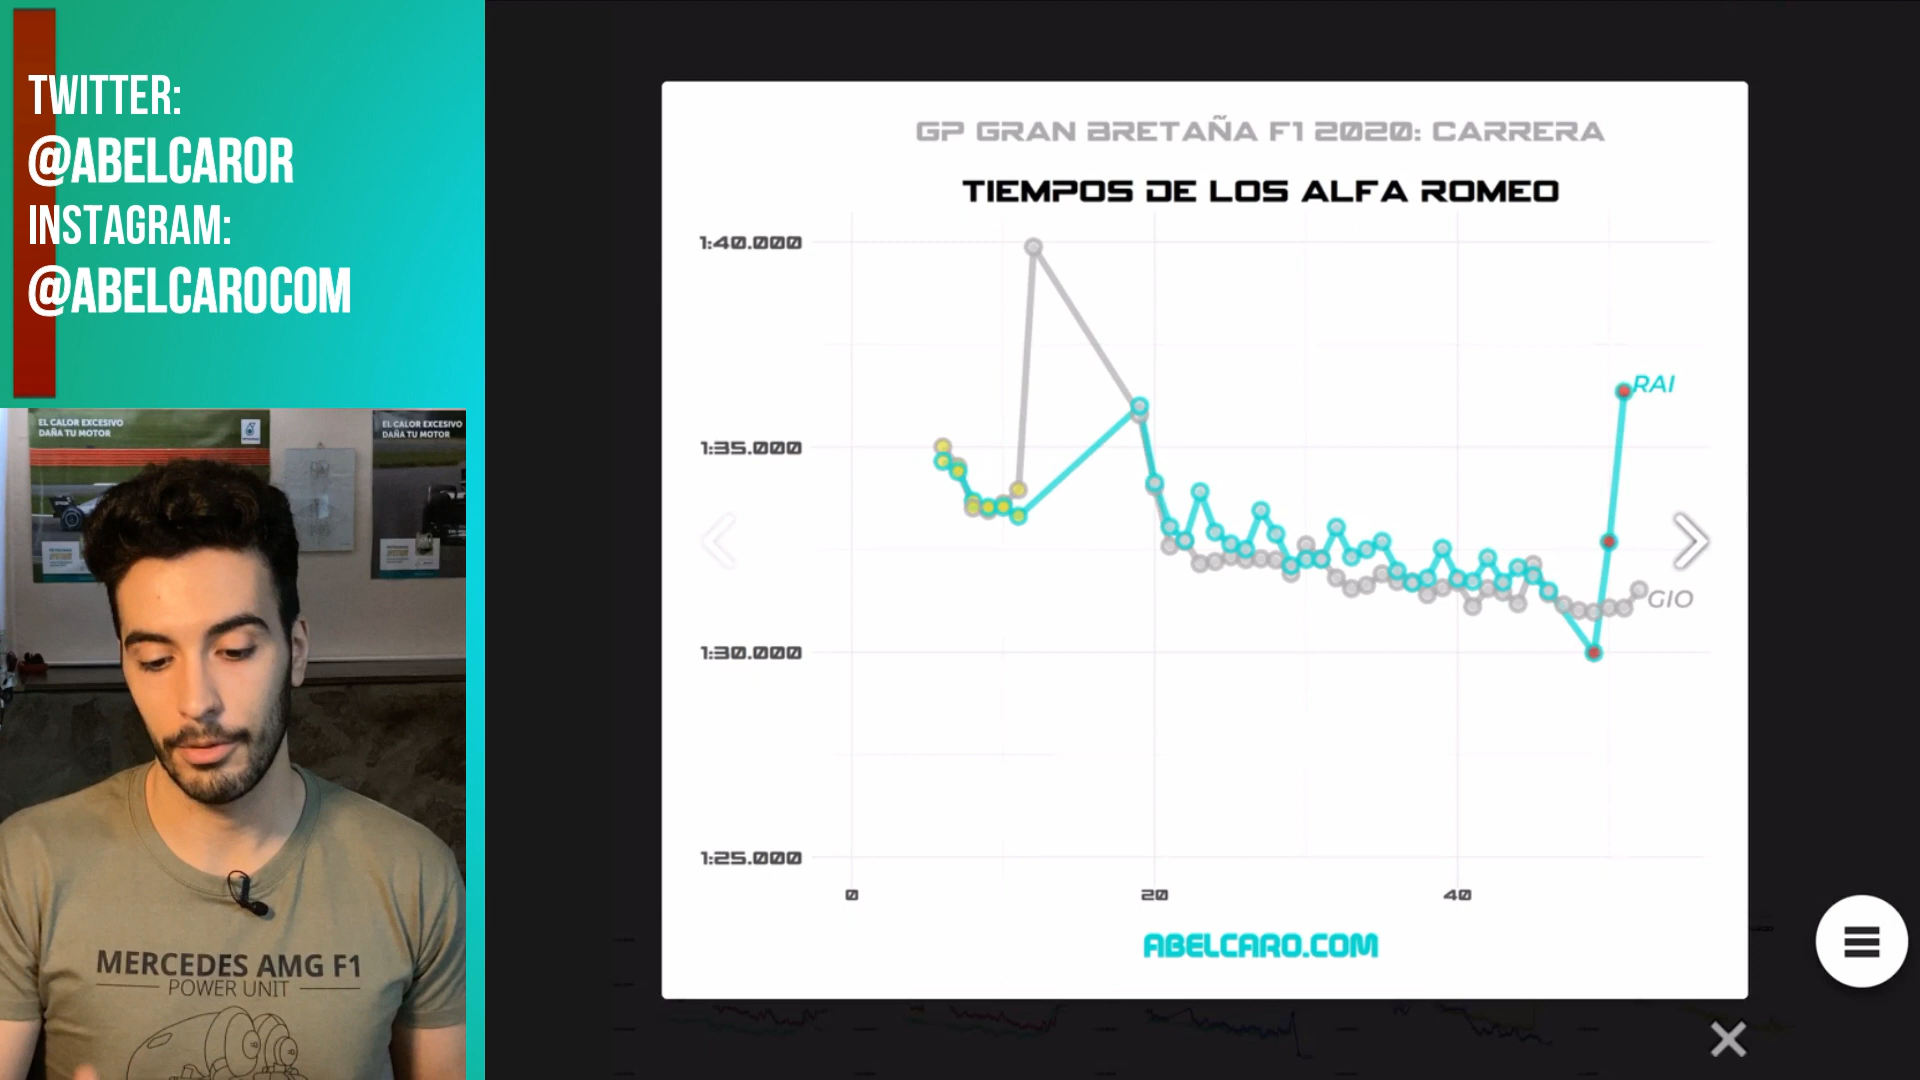 TWITTER:
@ABELCAROR
INSTAGRAM:
@ABELCAROCOM
EL CALOR EXCESIVO
DAÑA TU MOTOR
EL CALOR EXCESIVO
DAÑA TU MOTOR
MERCEDES AMG F1
POWER UNIT
GP GRAN BRETAÑA F1 2020: CARRERA
TIEMPOS DE LOS ALFA ROMEO
1:40.000
1:35.000
1:30.000
1:25.000
RAI
GIO
0
20
40
ABELCARO.COM